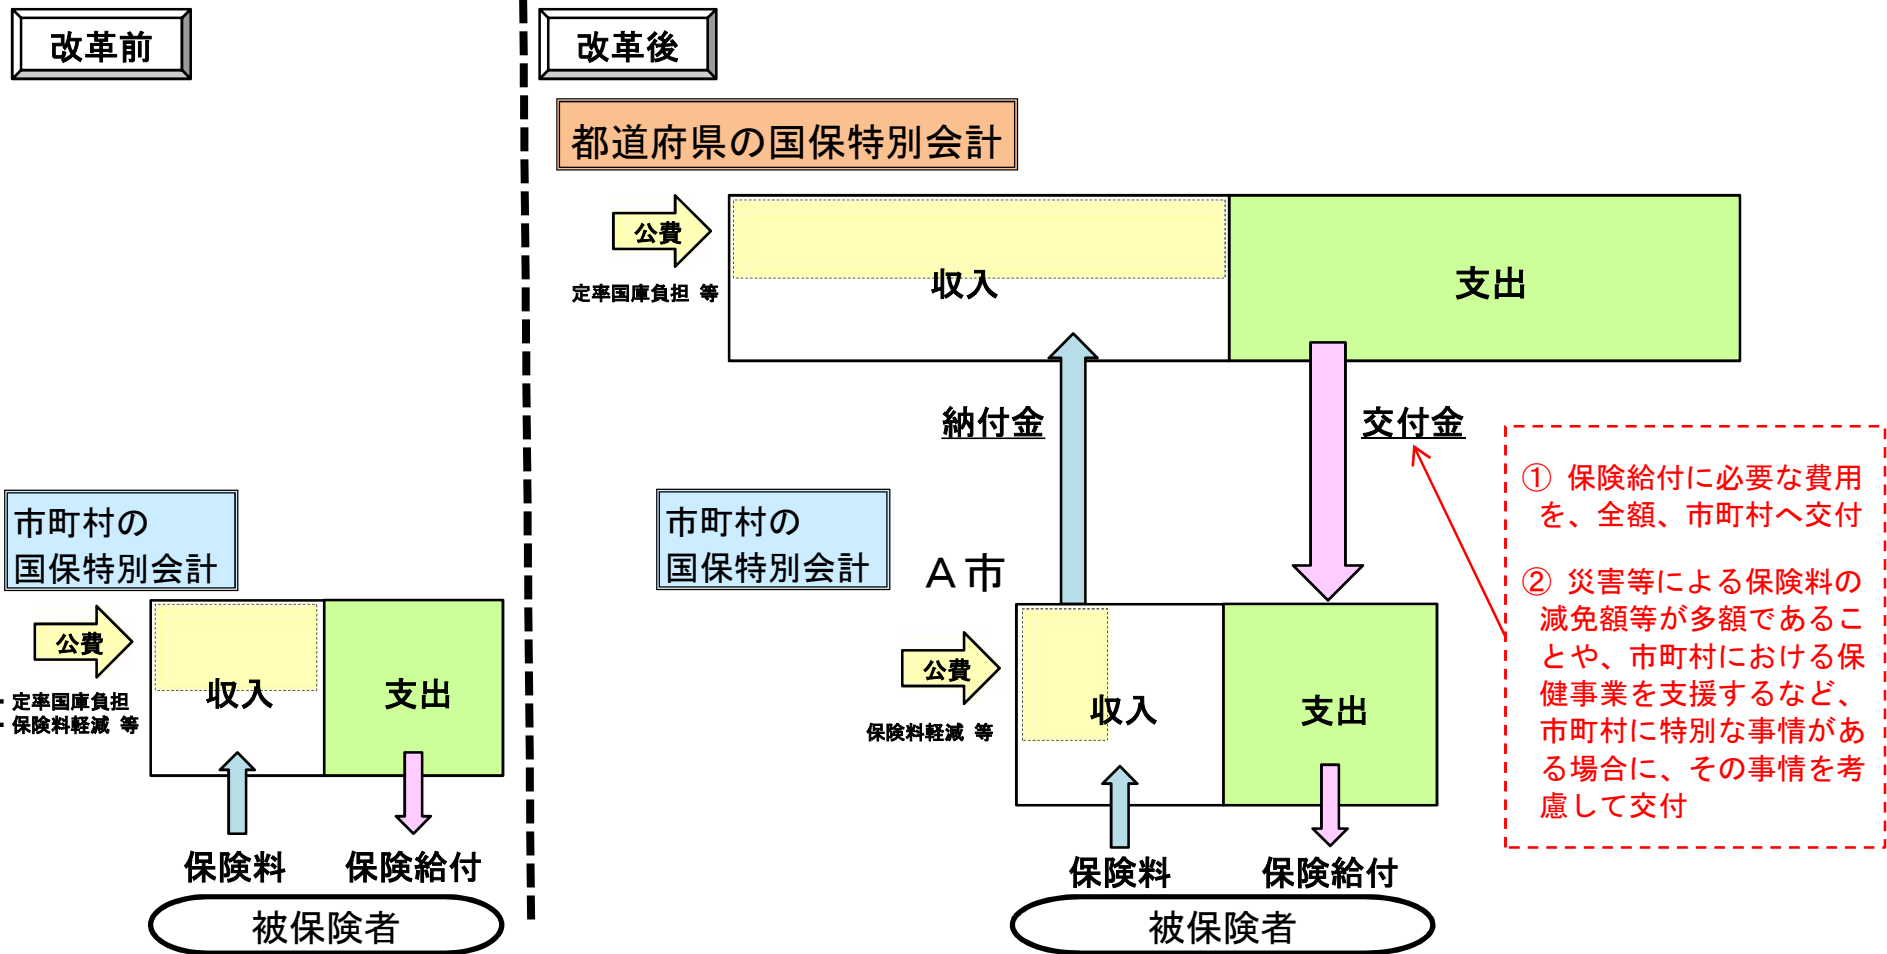 改革前
市町村の
国保特別会計
公費
・定率国庫負担
・保険料軽減 等
収入
支出
保険料
保険給付
被保険者
改革後
都道府県の国保特別会計
公費
定率国庫負担 等
収入
支出
納付金
交付金
市町村の
国保特別会計
A市
公費
保険料軽減 等
収入
支出
保険料
保険給付
被保険者
① 保険給付に必要な費用
を、全額、市町村へ交付
② 災害等による保険料の
減免額等が多額であるこ
とや、市町村における保
健事業を支援するなど、
市町村に特別な事情があ
る場合に、その事情を考
慮して交付